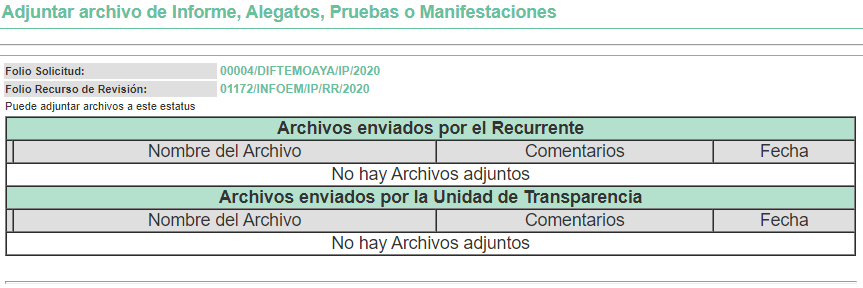 Adjuntar archivo de Informe, Alegatos, Pruebas o Manifestaciones
Folio Solicitud: 00004/DIFTEMOAYA/IP/2020
Folio Recurso de Revisión: 01172/INFOEM/IP/RR/2020
Puede adjuntar archivos a este estatus
Archivos enviados por el Recurrente
Nombre del Archivo Comentarios Fecha
No hay Archivos adjuntos
Archivos enviados por la Unidad de Transparencia
Nombre del Archivo Comentarios Fecha
No hay Archivos adjuntos